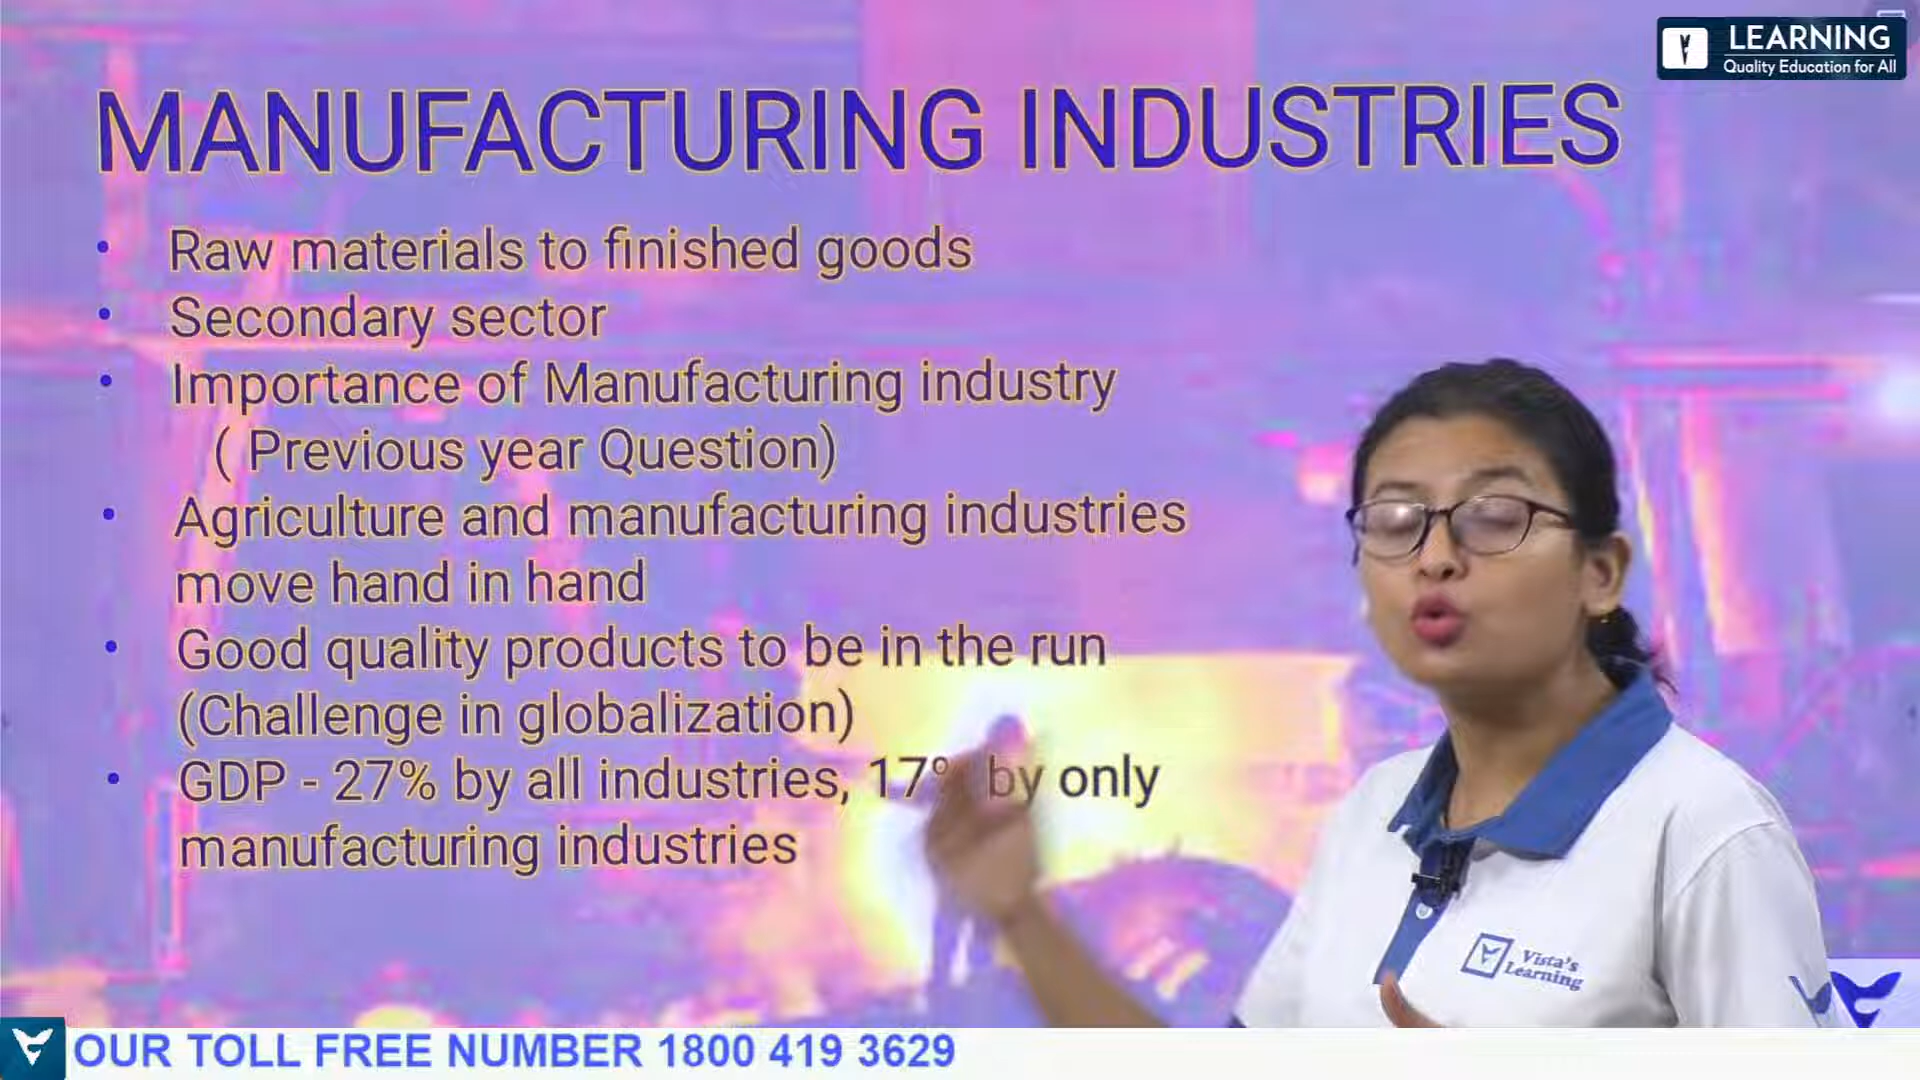 LEARNING
Quality Education for All
MANUFACTURING INDUSTRIES
• Raw materials to finished goods
• Secondary sector
• Importance of Manufacturing industry
( Previous year Question)
• Agriculture and manufacturing industries
move hand in hand
• Good quality products to be in the run
(Challenge in globalization)
• GDP - 27% by all industries, 17% by only
manufacturing industries
Vista's
Learning
OUR TOLL FREE NUMBER 1800 419 3629